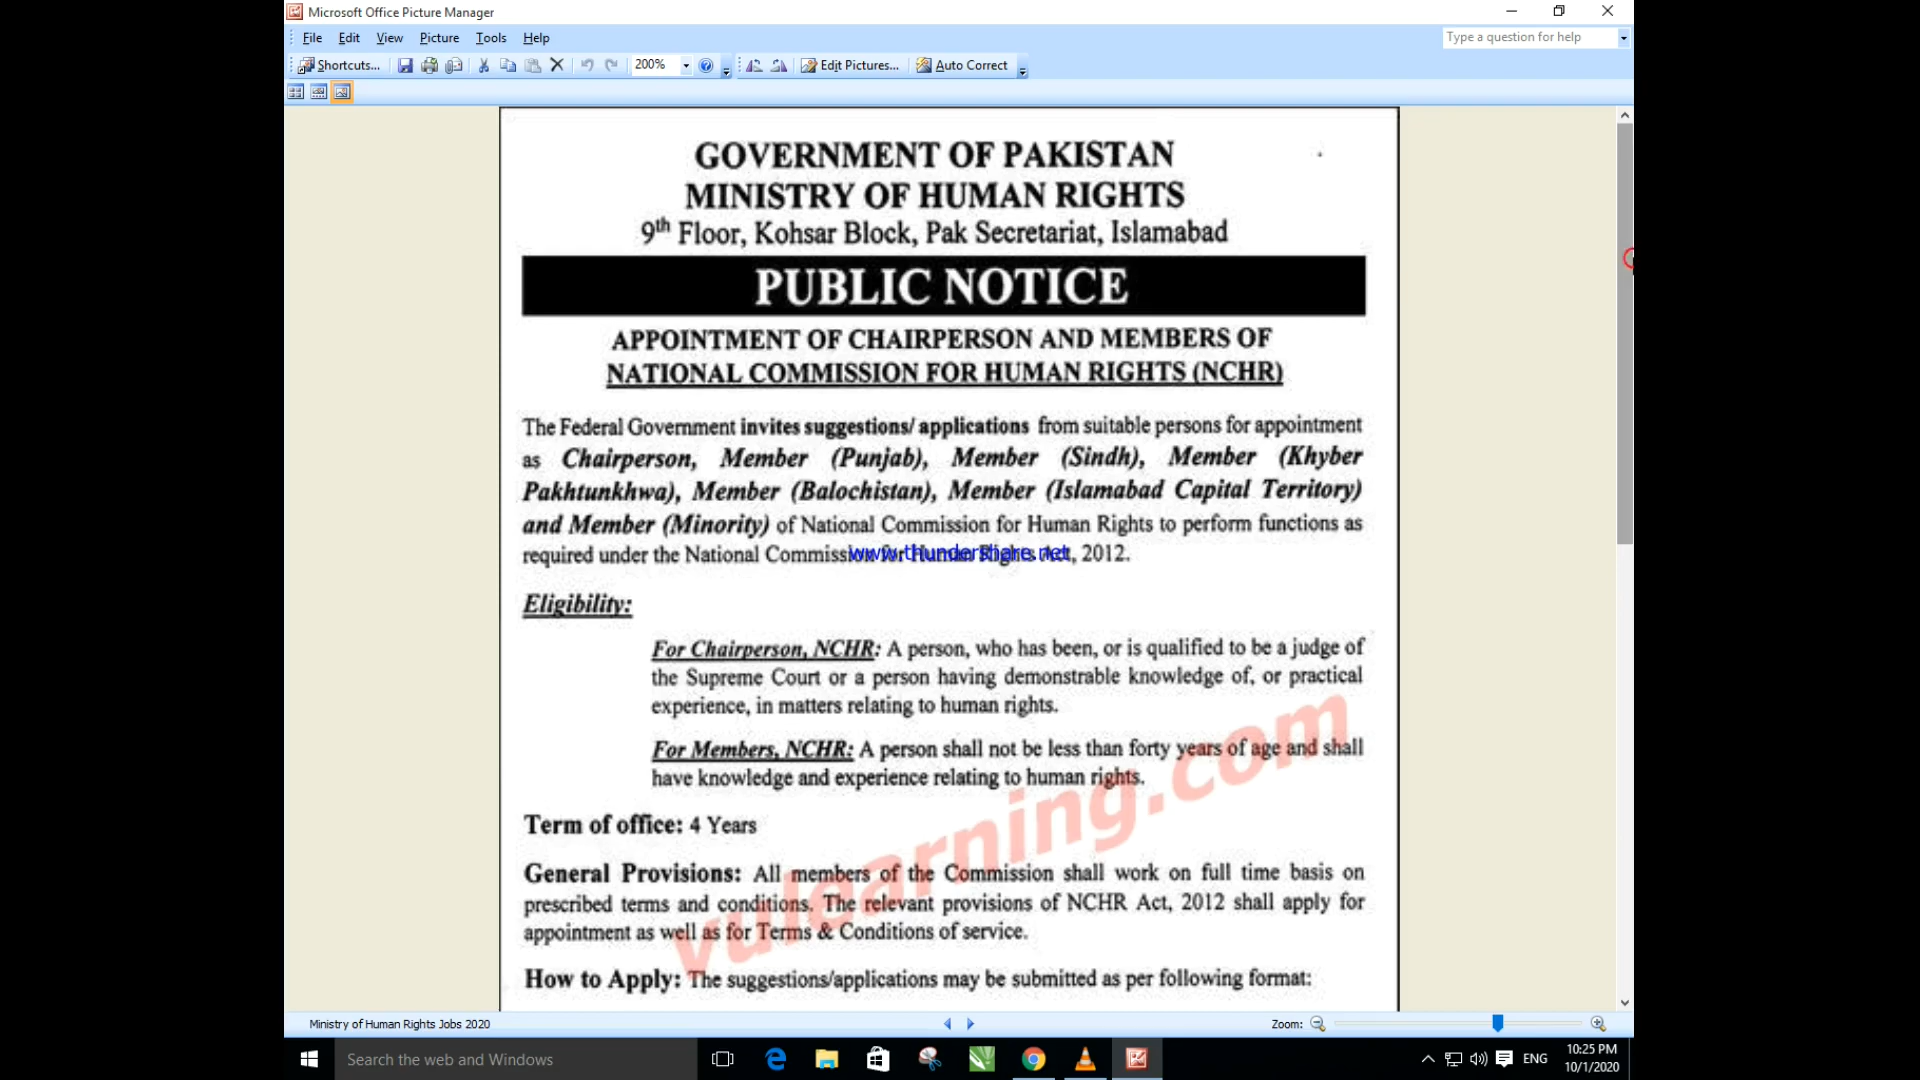 Microsoft Office Picture Manager
File Edit View Picture Tools Help
Type a question for help
Shortcuts... 200% Edit Pictures... Auto Correct
GOVERNMENT OF PAKISTAN
MINISTRY OF HUMAN RIGHTS
9th Floor, Kohsar Block, Pak Secretariat, Islamabad
PUBLIC NOTICE
APPOINTMENT OF CHAIRPERSON AND MEMBERS OF
NATIONAL COMMISSION FOR HUMAN RIGHTS (NCHR)
The Federal Government invites suggestions/ applications from suitable persons for appointment
as Chairperson, Member (Punjab), Member (Sindh), Member (Khyber
Pakhtunkhwa), Member (Balochistan), Member (Islamabad Capital Territory)
and Member (Minority) of National Commission for Human Rights to perform functions as
required under the National Commission for Human Rights Act, 2012.
www.thundershare.net
Eligibility:
For Chairperson, NCHR: A person, who has been, or is qualified to be a judge of
the Supreme Court or a person having demonstrable knowledge of, or practical
experience, in matters relating to human rights.
For Members, NCHR: A person shall not be less than forty years of age and shall
have knowledge and experience relating to human rights.
vulearning.com
Term of office: 4 Years
General Provisions: All members of the Commission shall work on full time basis on
prescribed terms and conditions. The relevant provisions of NCHR Act, 2012 shall apply for
appointment as well as for Terms & Conditions of service.
How to Apply: The suggestions/applications may be submitted as per following format:
Ministry of Human Rights Jobs 2020
Zoom:
Search the web and Windows
ENG
10:25 PM
10/1/2020